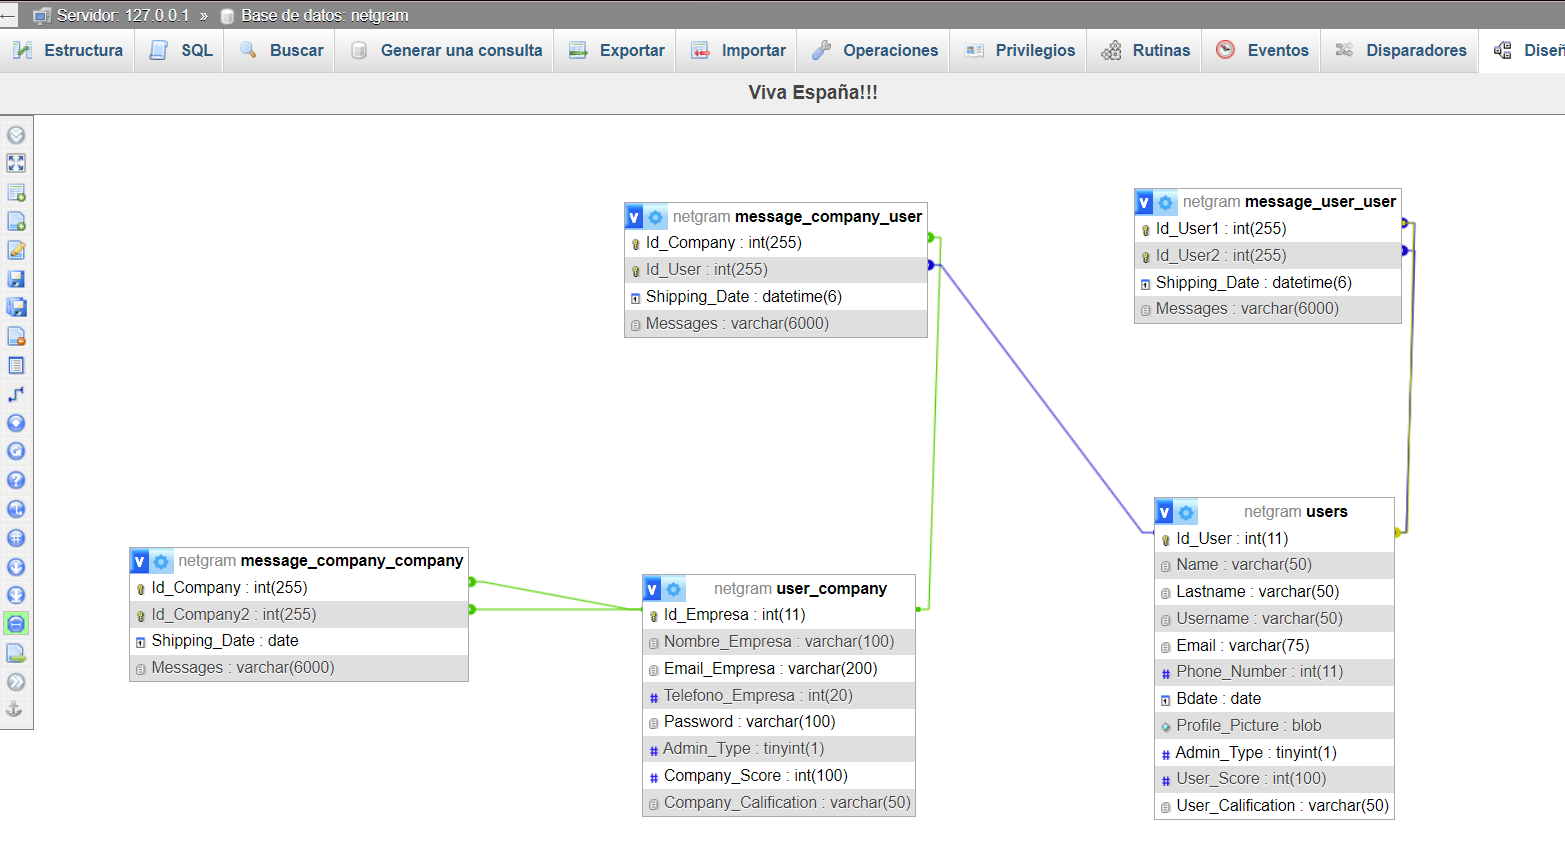 Servidor: 127.0.0.1 » Base de datos: netgram
Estructura SQL Buscar Generar una consulta Exportar Importar Operaciones Privilegios Rutinas Eventos Disparadores Diseñ
Viva España!!!
netgram message_company_user
Id_Company : int(255)
Id_User : int(255)
Shipping_Date : datetime(6)
Messages : varchar(6000)
netgram message_user_user
Id_User1 : int(255)
Id_User2 : int(255)
Shipping_Date : datetime(6)
Messages : varchar(6000)
netgram message_company_company
Id_Company : int(255)
Id_Company2 : int(255)
Shipping_Date : date
Messages : varchar(6000)
netgram user_company
Id_Empresa : int(11)
Nombre_Empresa : varchar(100)
Email_Empresa : varchar(200)
Telefono_Empresa : int(20)
Password : varchar(100)
Admin_Type : tinyint(1)
Company_Score : int(100)
Company_Calification : varchar(50)
netgram users
Id_User : int(11)
Name : varchar(50)
Lastname : varchar(50)
Username : varchar(50)
Email : varchar(75)
Phone_Number : int(11)
Bdate : date
Profile_Picture : blob
Admin_Type : tinyint(1)
User_Score : int(100)
User_Calification : varchar(50)